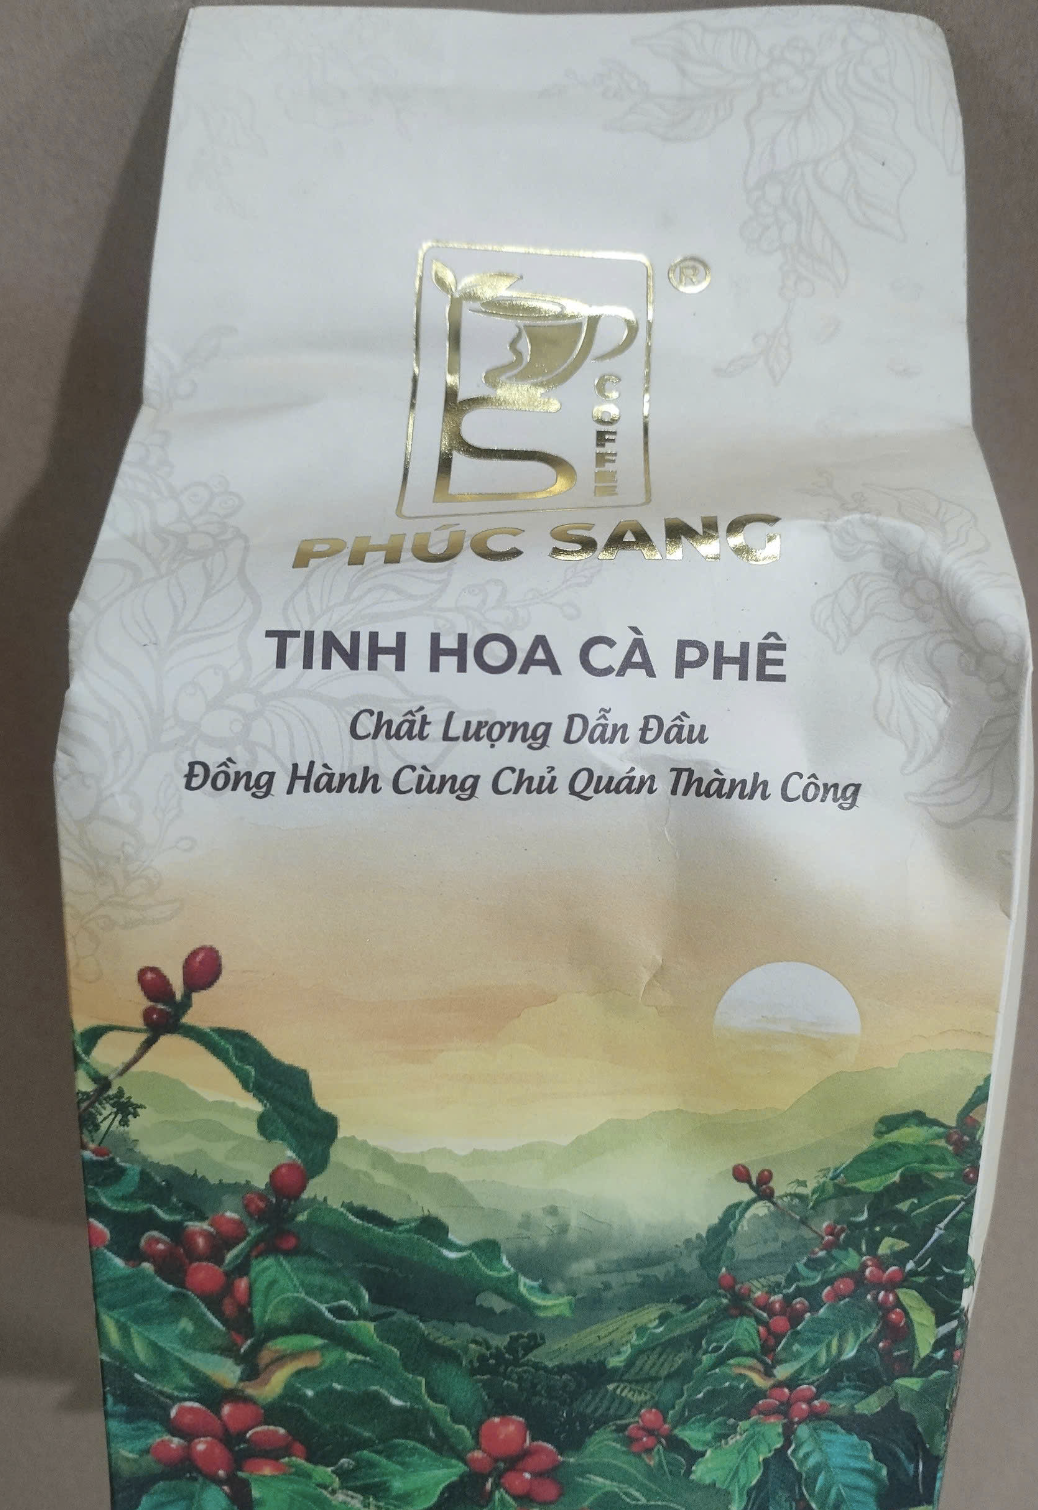 ®
COFFEE
PHÚC SANG
TINH HOA CÀ PHÊ
Chất Lượng Dẫn Đầu
Đồng Hành Cùng Chủ Quán Thành Công